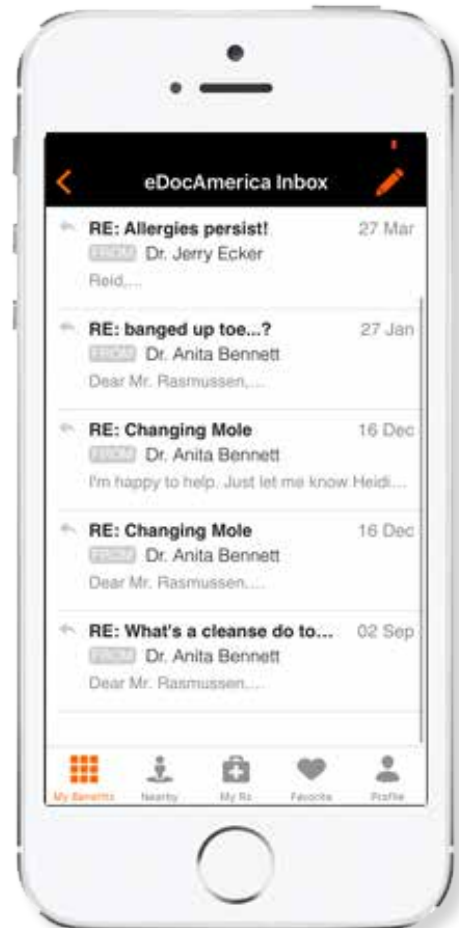 eDocAmerica Inbox
RE: Allergies persist! 27 Mar
FROM Dr. Jerry Ecker
Reid,...
RE: banged up toe...? 27 Jan
FROM Dr. Anita Bennett
Dear Mr. Rasmussen,...
RE: Changing Mole 16 Dec
FROM Dr. Anita Bennett
I'm happy to help. Just let me know Heidi...
RE: Changing Mole 16 Dec
FROM Dr. Anita Bennett
Dear Mr. Rasmussen,...
RE: What's a cleanse do to... 02 Sep
FROM Dr. Anita Bennett
Dear Mr. Rasmussen,...
My Benefits Nearby My Rx Favorite Profile